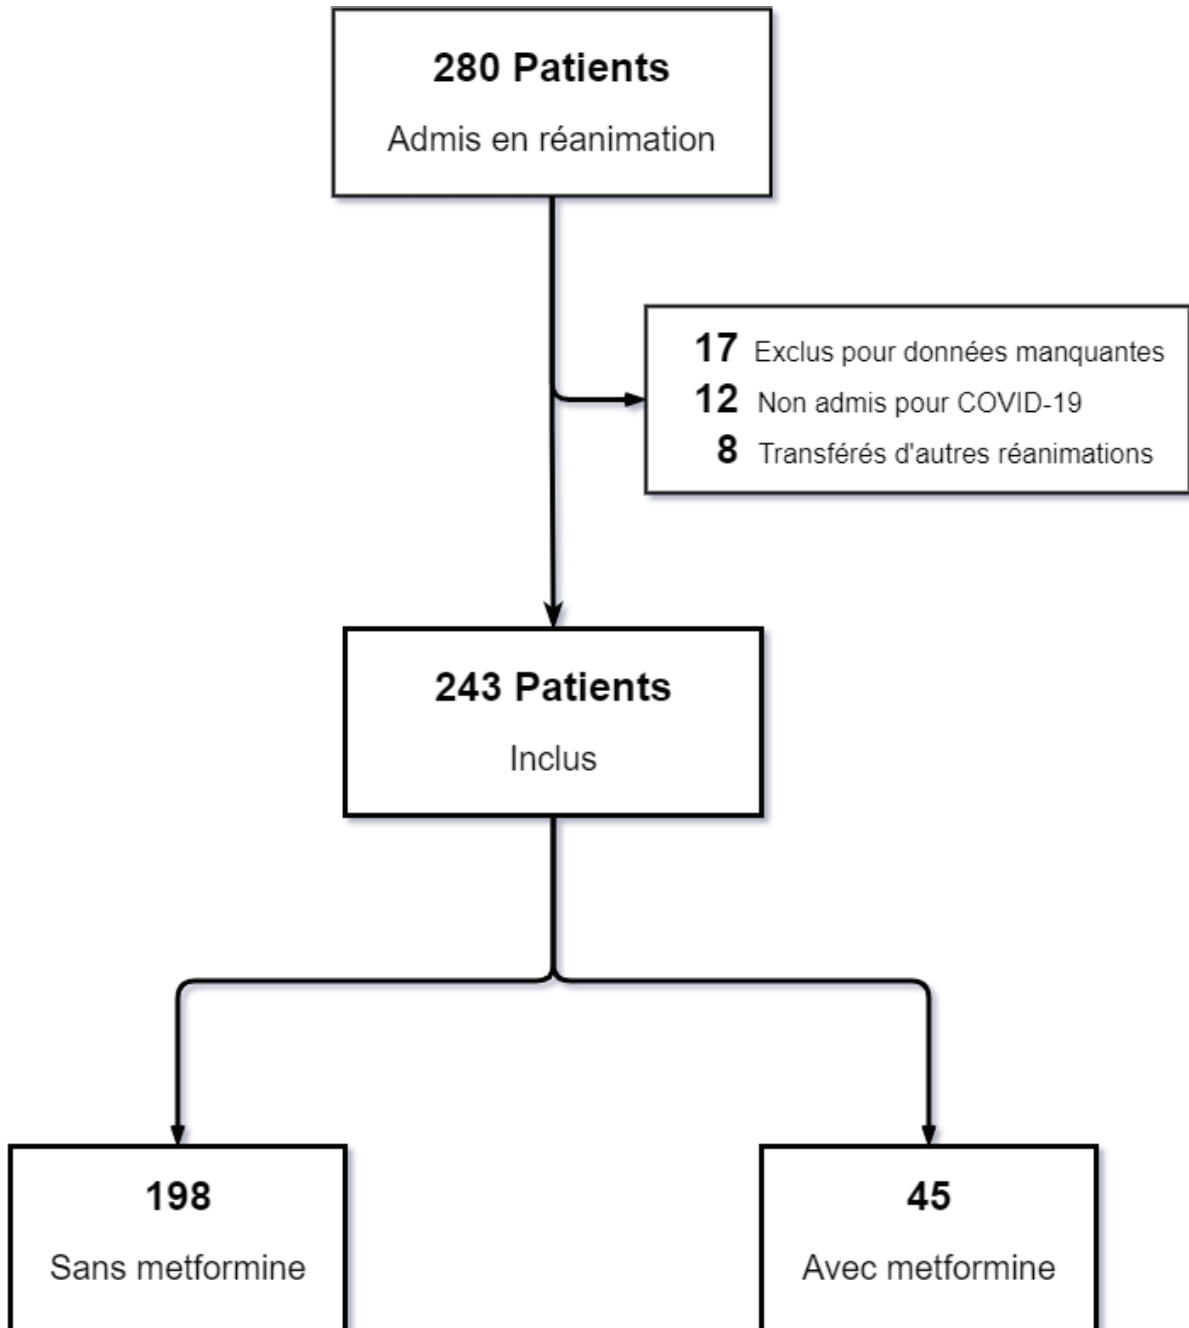 280 Patients
Admis en réanimation
17 Exclus pour données manquantes
12 Non admis pour COVID-19
8 Transférés d'autres réanimations
243 Patients
Inclus
198
Sans metformine
45
Avec metformine